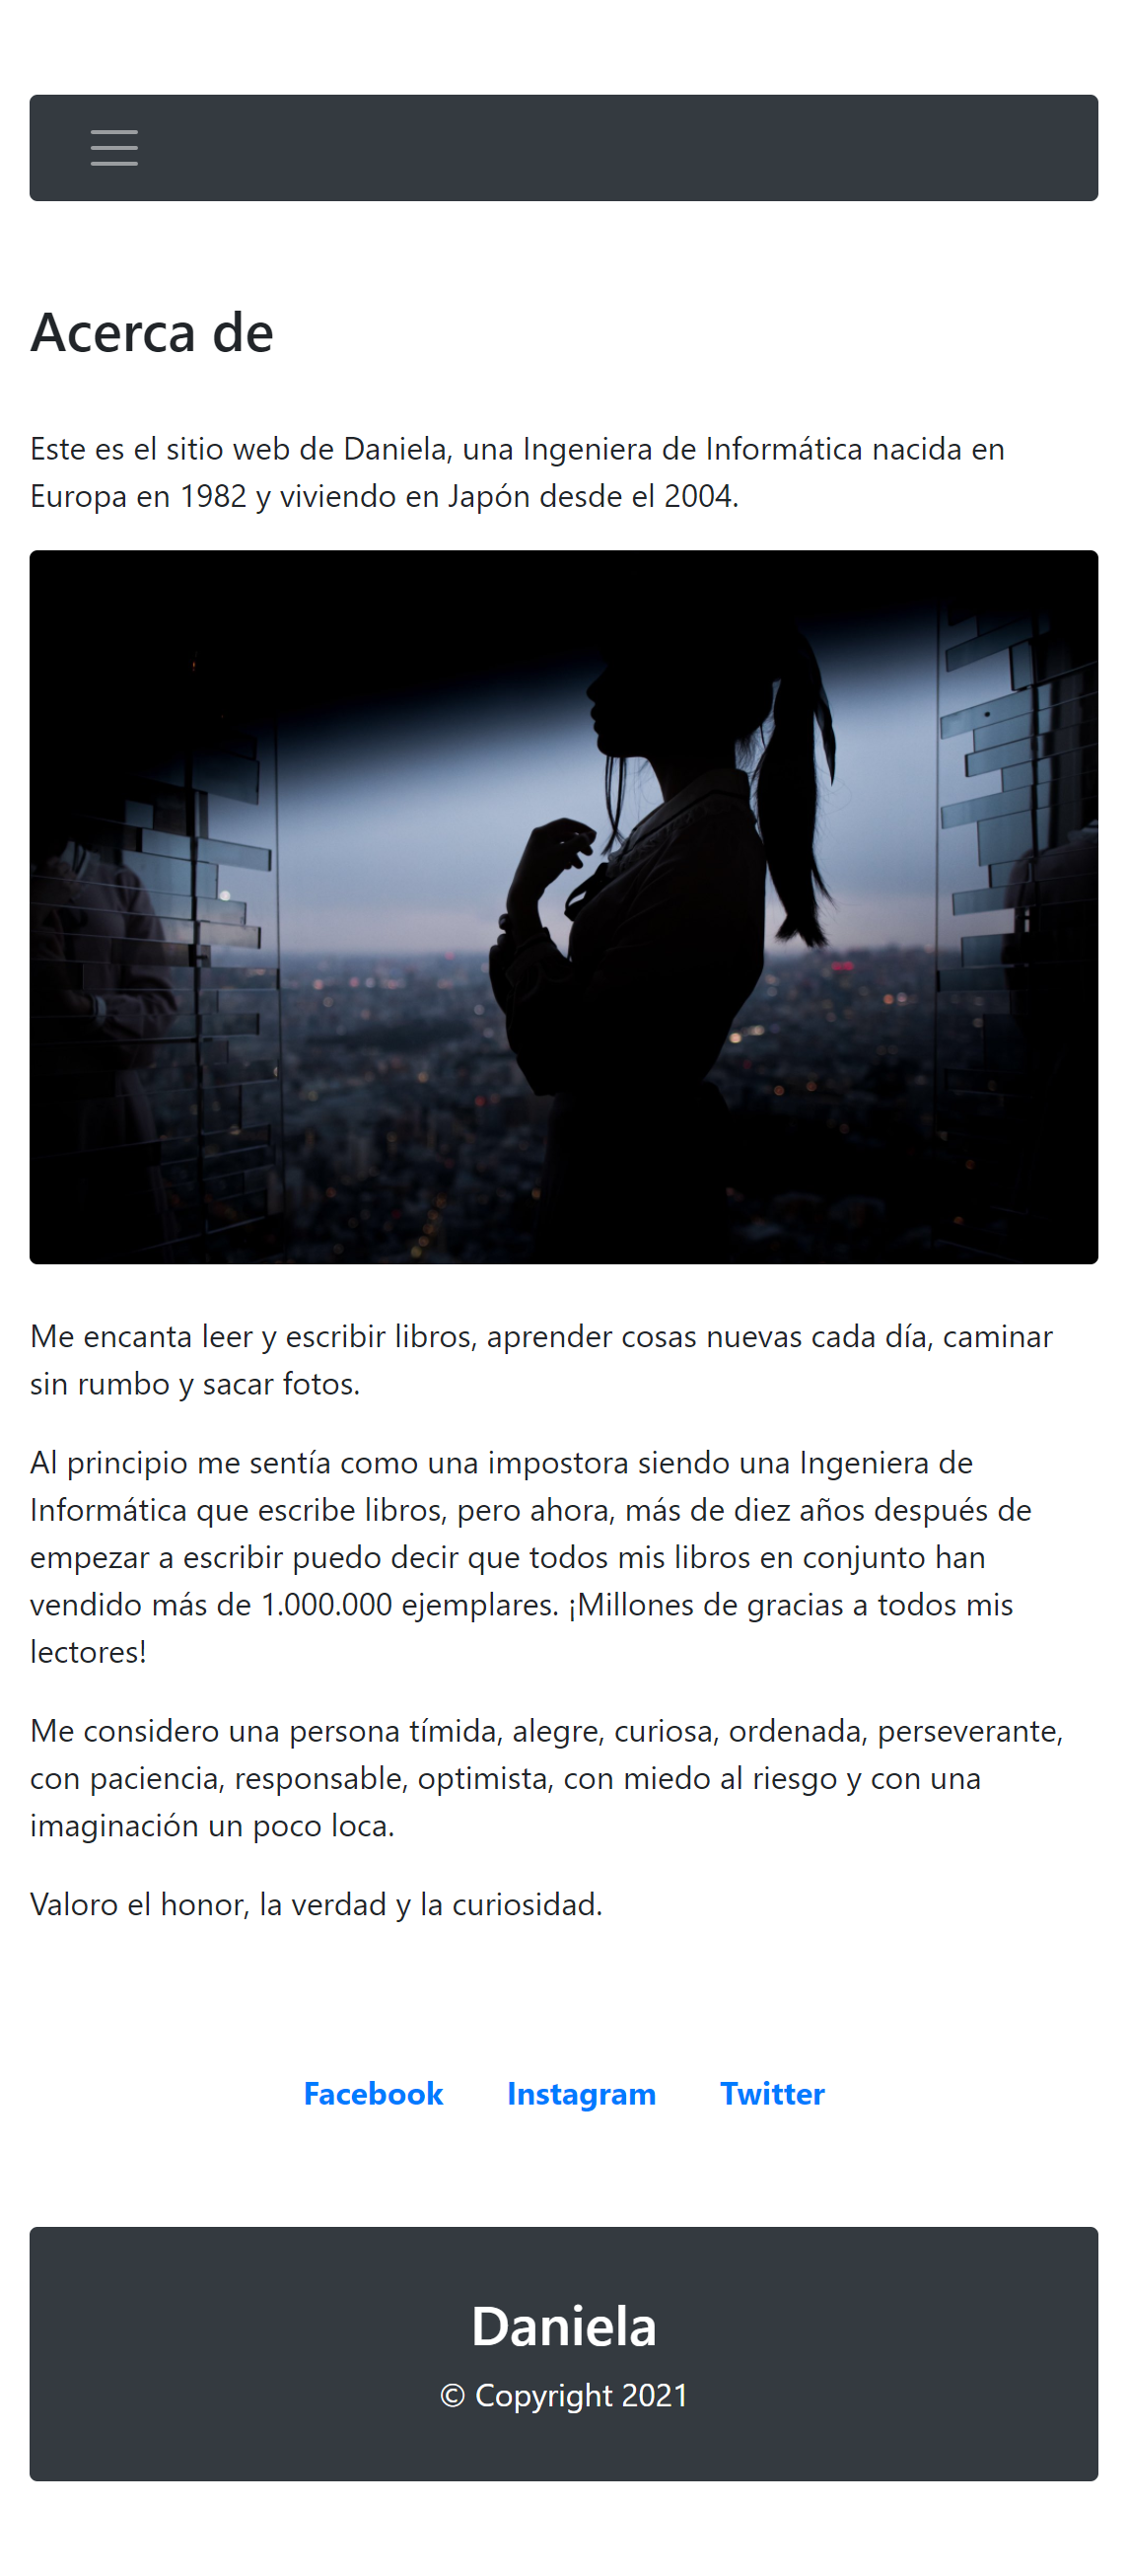 Acerca de
Este es el sitio web de Daniela, una Ingeniera de Informática nacida en
Europa en 1982 y viviendo en Japón desde el 2004.
Me encanta leer y escribir libros, aprender cosas nuevas cada día, caminar
sin rumbo y sacar fotos.
Al principio me sentía como una impostora siendo una Ingeniera de
Informática que escribe libros, pero ahora, más de diez años después de
empezar a escribir puedo decir que todos mis libros en conjunto han
vendido más de 1.000.000 ejemplares. ¡Millones de gracias a todos mis
lectores!
Me considero una persona tímida, alegre, curiosa, ordenada, perseverante,
con paciencia, responsable, optimista, con miedo al riesgo y con una
imaginación un poco loca.
Valoro el honor, la verdad y la curiosidad.
Facebook Instagram Twitter
Daniela
© Copyright 2021